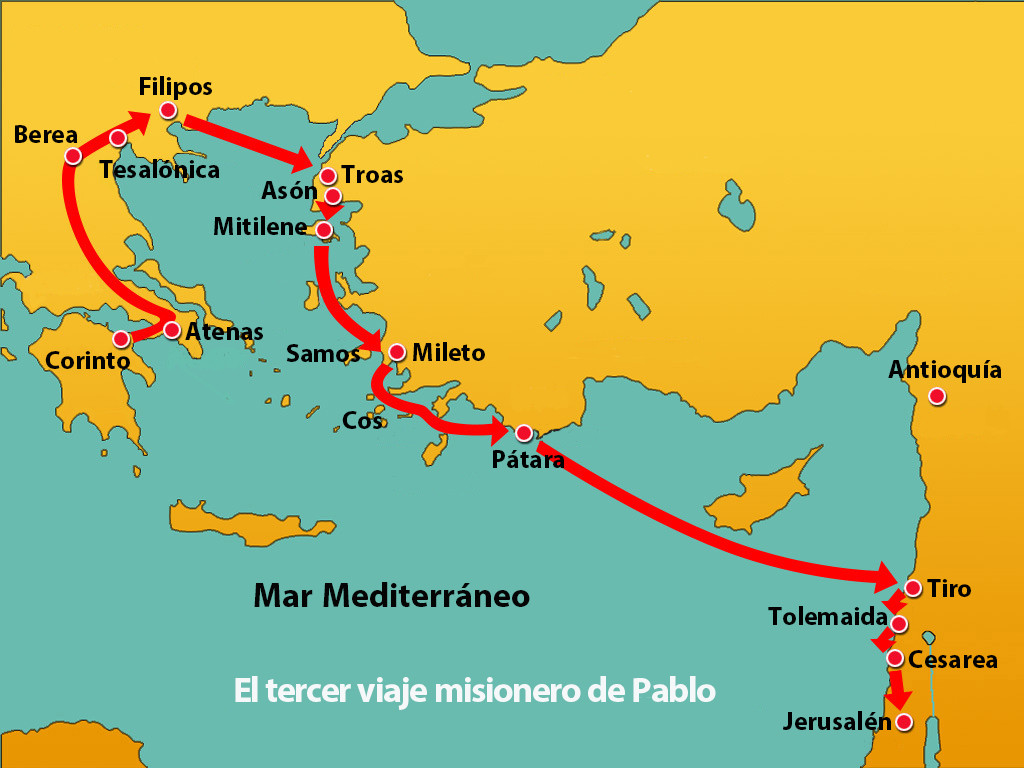 Filipos
Berea
Tesalónica
Troas
Asón
Mitilene
Atenas
Corinto
Samos
Mileto
Antioquía
Cos
Pátara
Mar Mediterráneo
Tiro
Tolemaida
Cesarea
El tercer viaje misionero de Pablo
Jerusalén